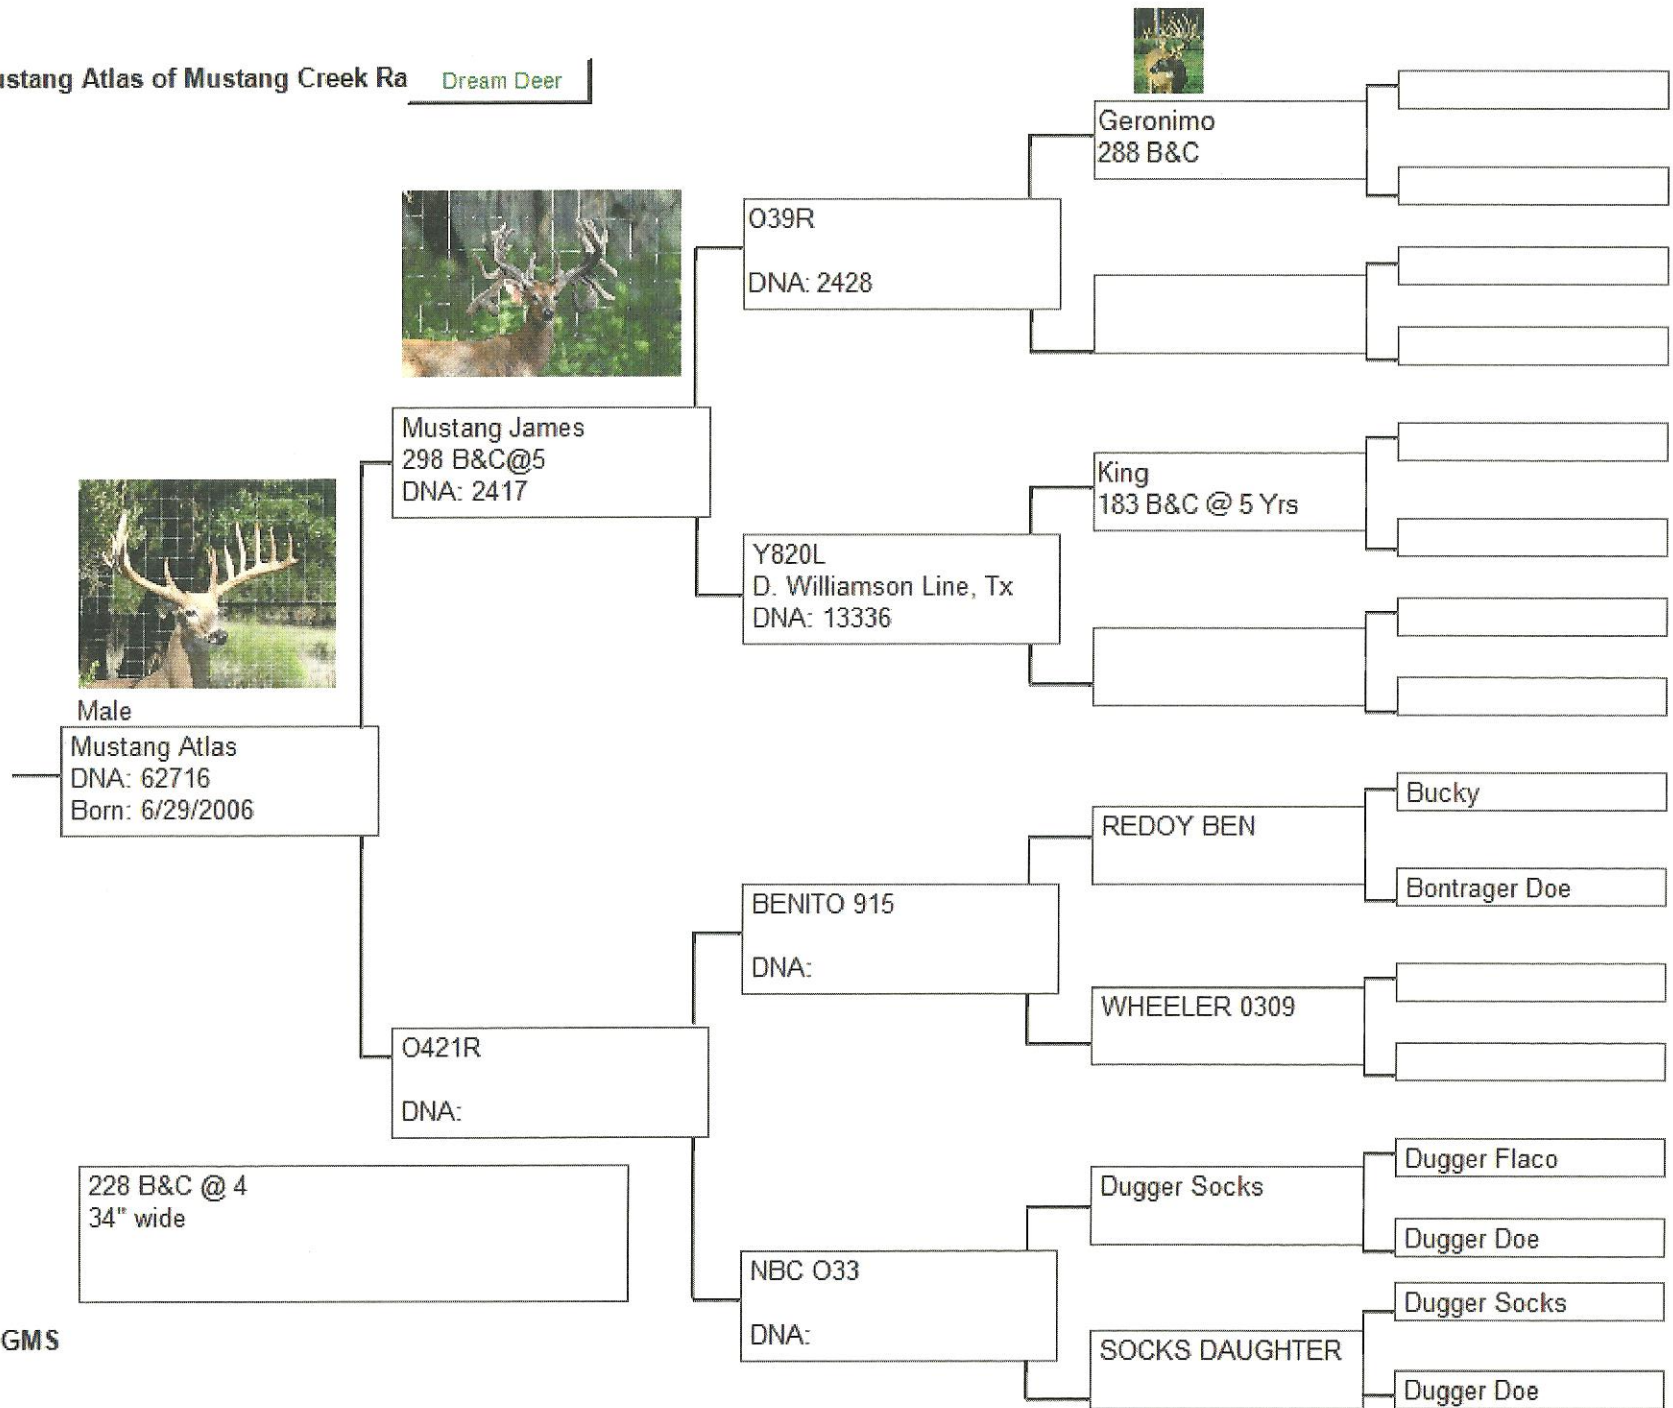 ustang Atlas of Mustang Creek Ra
Dream Deer
Geronimo
288 B&C
O39R
DNA: 2428
Mustang James
298 B&C@5
DNA: 2417
King
183 B&C @ 5 Yrs
Y820L
D. Williamson Line, Tx
DNA: 13336
Male
Mustang Atlas
DNA: 62716
Born: 6/29/2006
Bucky
REDOY BEN
Bontrager Doe
BENITO 915
DNA:
WHEELER 0309
O421R
DNA:
Dugger Flaco
Dugger Socks
Dugger Doe
228 B&C @ 4
34" wide
NBC O33
DNA:
Dugger Socks
SOCKS DAUGHTER
Dugger Doe
GMS